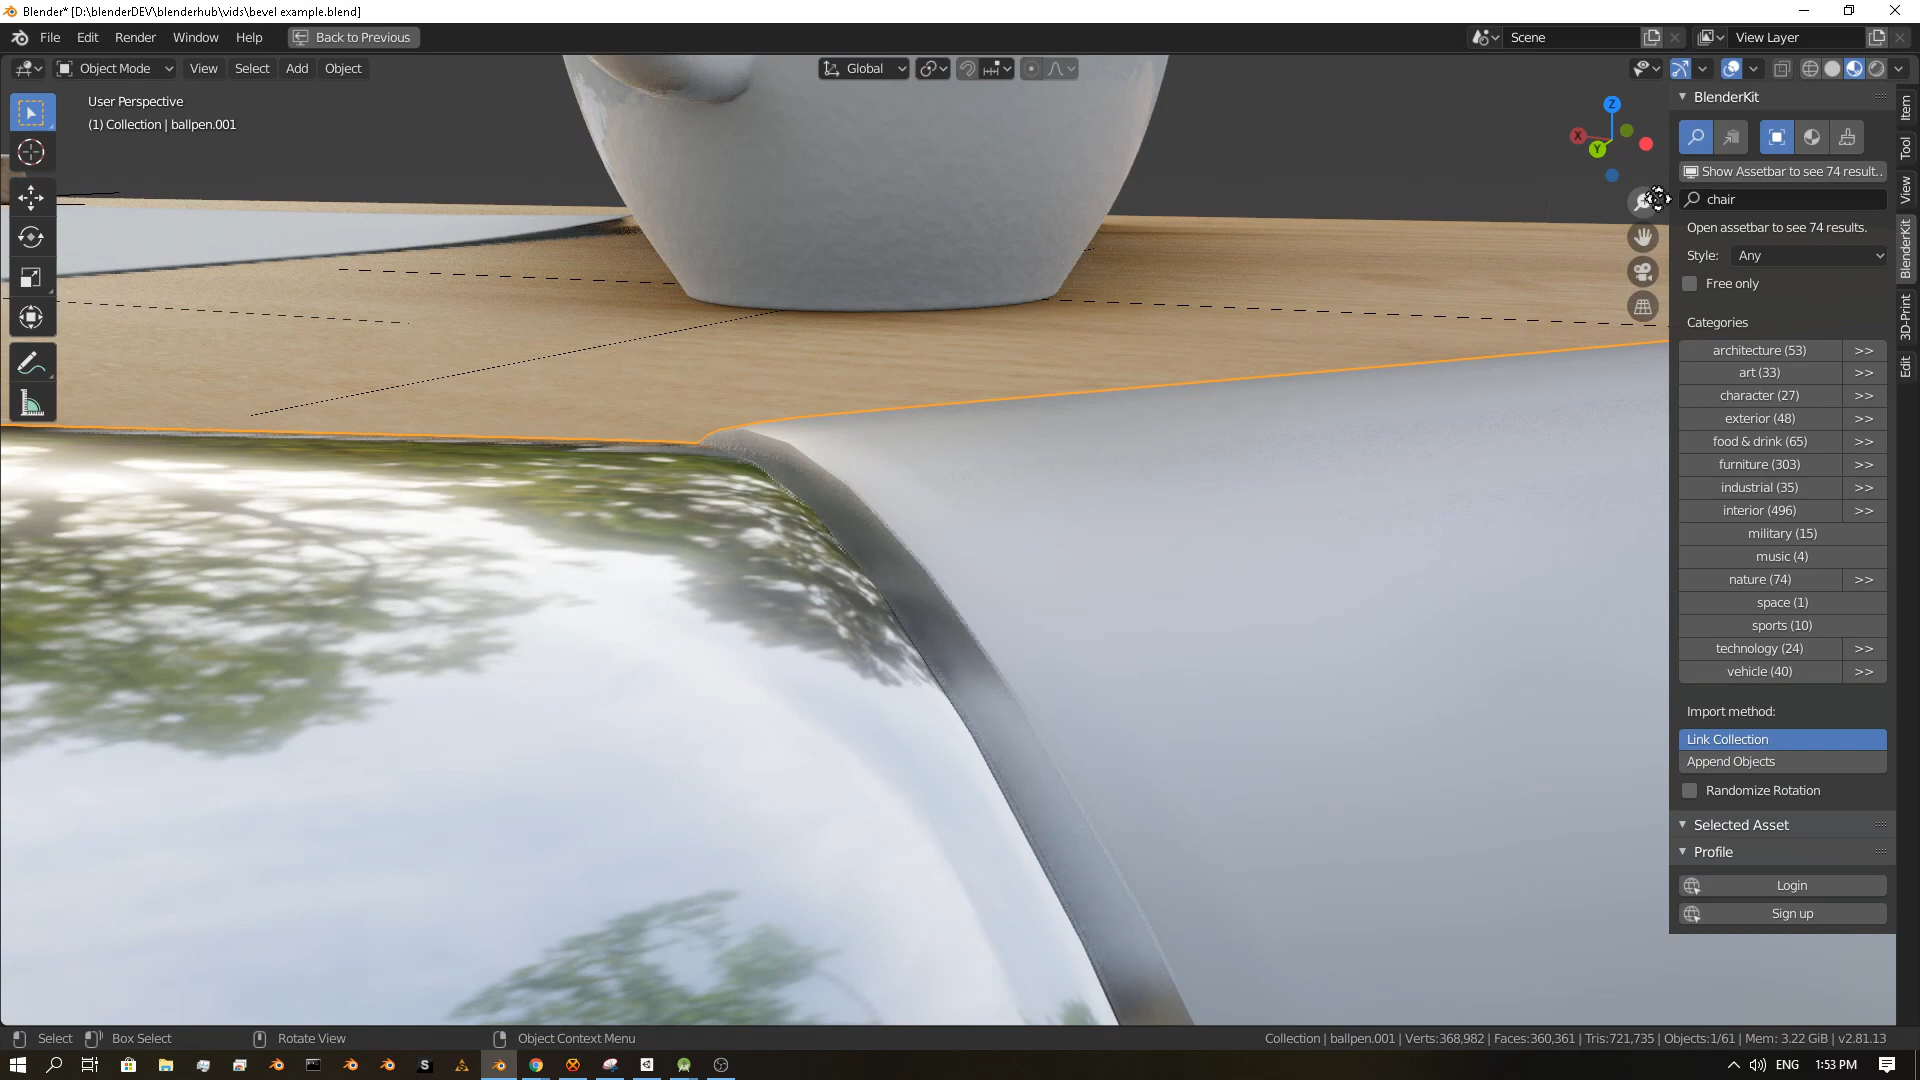 Blender* [D:\blenderDEV\blenderhub\vids\bevel example.blend]
File Edit Render Window Help Back to Previous Scene View Layer
Object Mode View Select Add Object Global
User Perspective
(1) Collection | ballpen.001
Z
X
Y
BlenderKit
Show Assetbar to see 74 result..
chair
Open assetbar to see 74 results.
Style: Any
Free only
Categories
architecture (53) >>
art (33) >>
character (27) >>
exterior (48) >>
food & drink (65) >>
furniture (303) >>
industrial (35) >>
interior (496) >>
military (15)
music (4)
nature (74) >>
space (1)
sports (10)
technology (24) >>
vehicle (40) >>
Import method:
Link Collection
Append Objects
Randomize Rotation
Selected Asset
Profile
Login
Sign up
Item
Tool
View
BlenderKit
3D-Print
Edit
Select Box Select Rotate View Object Context Menu Collection | ballpen.001 | Verts:368,982 | Faces:360,361 | Tris:721,735 | Objects:1/61 | Mem: 3.22 GiB | v2.81.13
S ENG 1:53 PM